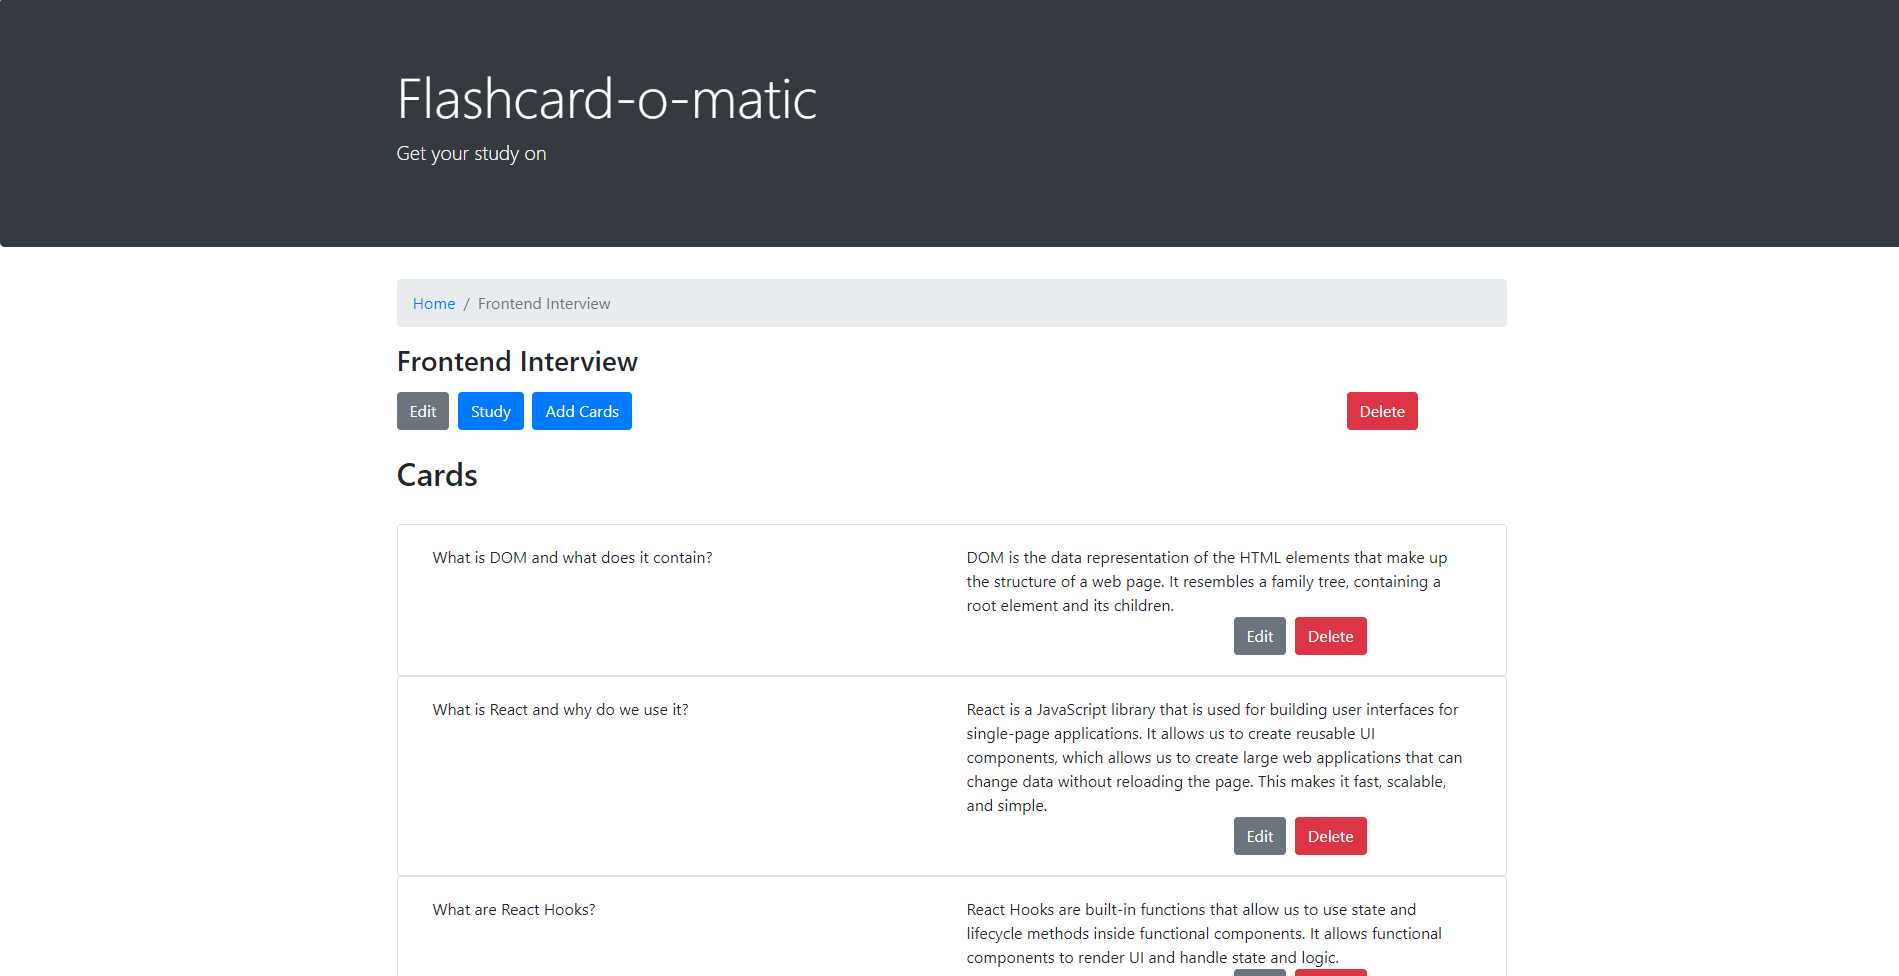 Flashcard-o-matic
Get your study on
Home / Frontend Interview
Frontend Interview
Edit Study Add Cards Delete
Cards
What is DOM and what does it contain?
DOM is the data representation of the HTML elements that make up
the structure of a web page. It resembles a family tree, containing a
root element and its children.
Edit Delete
What is React and why do we use it?
React is a JavaScript library that is used for building user interfaces for
single-page applications. It allows us to create reusable UI
components, which allows us to create large web applications that can
change data without reloading the page. This makes it fast, scalable,
and simple.
Edit Delete
What are React Hooks?
React Hooks are built-in functions that allow us to use state and
lifecycle methods inside functional components. It allows functional
components to render UI and handle state and logic.